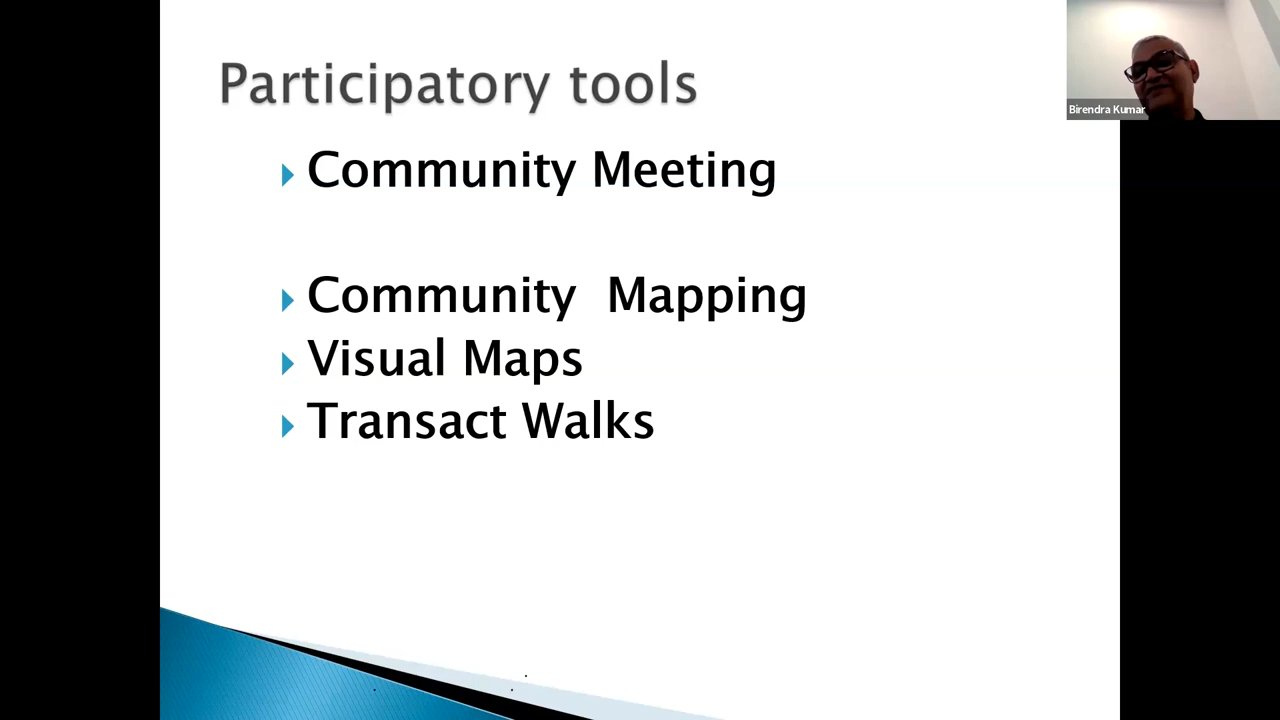 Participatory tools
Community Meeting
Community Mapping
Visual Maps
Transact Walks
Birendra Kumar